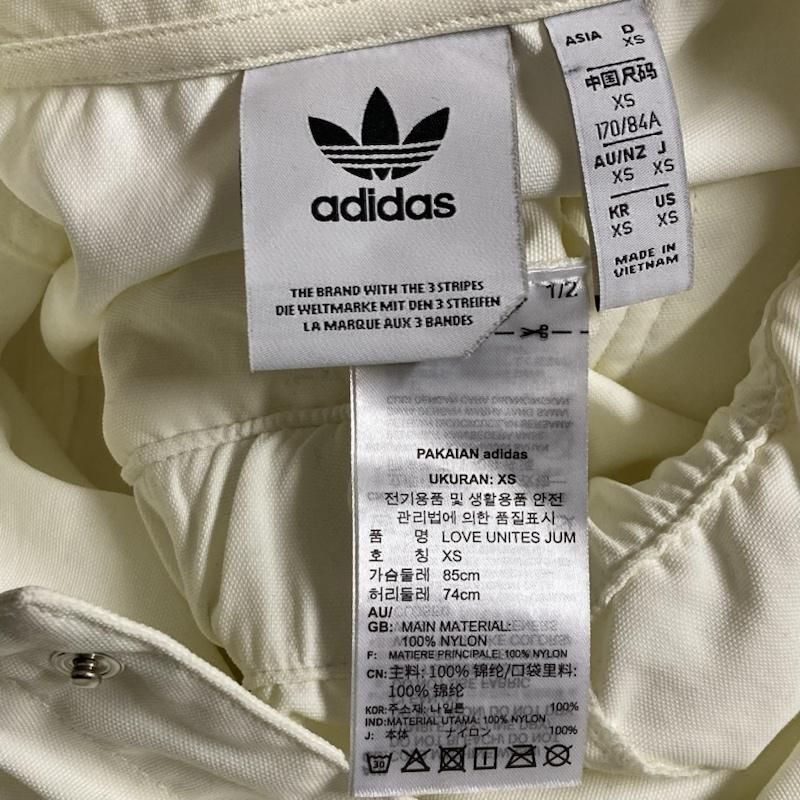 adidas
THE BRAND WITH THE 3 STRIPES
DIE WELTMARKE MIT DEN 3 STREIFEN
LA MARQUE AUX 3 BANDES
ASIA D
XS
中国尺码
XS
170/84A
AU/NZ J
XS XS
KR US
XS XS
MADE IN
VIETNAM
1/2
PAKAIAN adidas
UKURAN: XS
전기용품 및 생활용품 안전
관리법에 의한 품질표시
품 명 LOVE UNITES JUM
호 칭 XS
가슴둘레 85cm
허리둘레 74cm
AU/
GB: MAIN MATERIAL:
100% NYLON
F: MATIERE PRINCIPALE: 100% NYLON
CN: 主料: 100% 锦纶/口袋里料:
100% 锦纶
KOR: 주소재: 나일론 100%
IND: MATERIAL UTAMA: 100% NYLON
J: 本体 ナイロン 100%
30